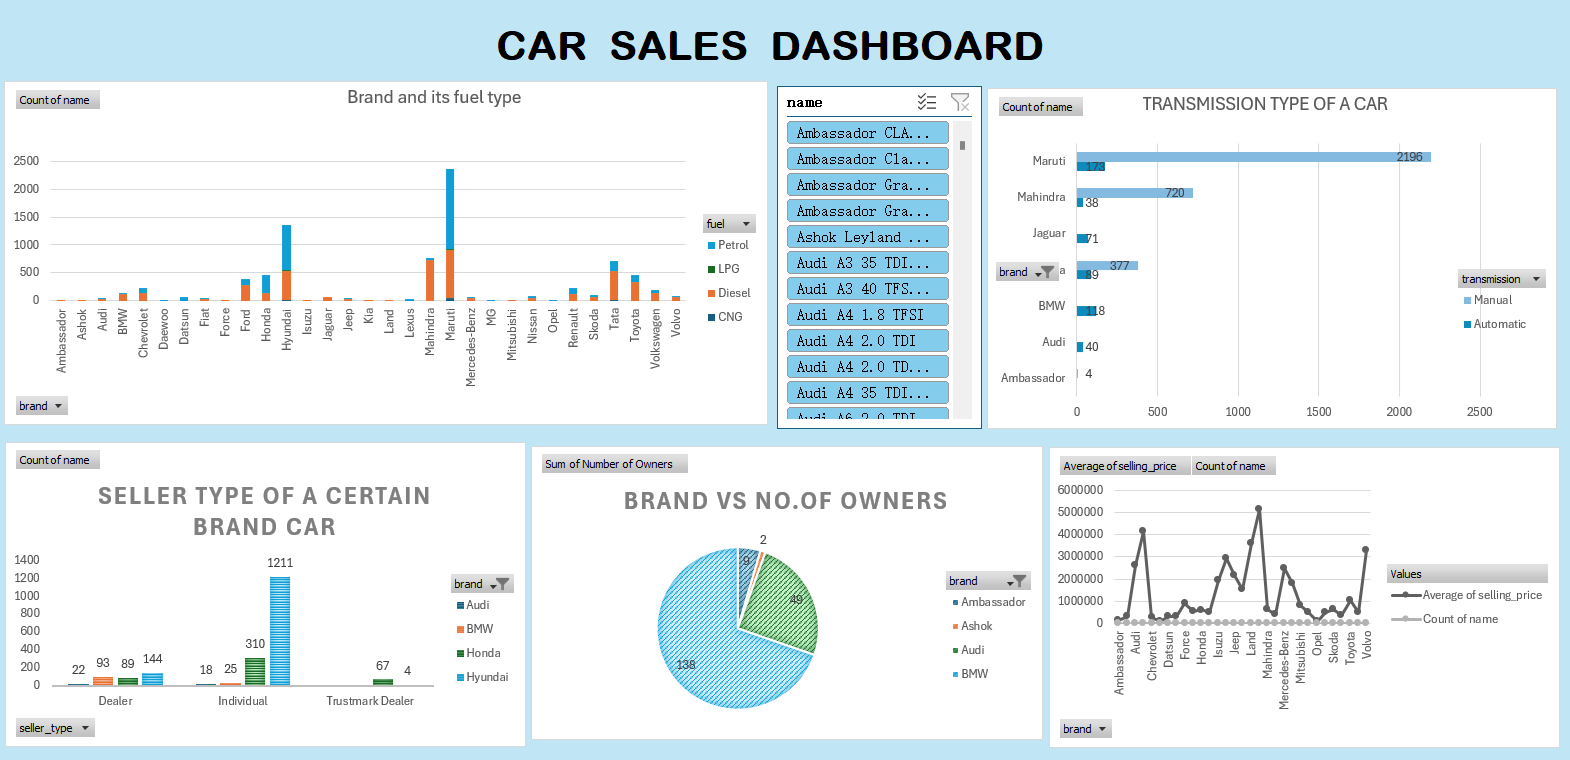 CAR SALES DASHBOARD
Count of name
Brand and its fuel type
2500
2000
1500
1000
500
0
Ambassador
Ashok
Audi
BMW
Chevrolet
Daewoo
Datsun
Fiat
Force
Ford
Honda
Hyundai
Isuzu
Jaguar
Jeep
Kia
Land
Lexus
Mahindra
Maruti
Mercedes-Benz
MG
Mitsubishi
Nissan
Opel
Renault
Skoda
Tata
Toyota
Volkswagen
Volvo
fuel
Petrol
LPG
Diesel
CNG
brand
name
Ambassador CLA...
Ambassador Cla...
Ambassador Gra...
Ambassador Gra...
Ashok Leyland ...
Audi A3 35 TDI...
Audi A3 40 TFS...
Audi A4 1.8 TFSI
Audi A4 2.0 TDI
Audi A4 2.0 TD...
Audi A4 35 TDI...
Audi A6 2.0 TDI
Count of name
TRANSMISSION TYPE OF A CAR
Maruti
2196
173
Mahindra
720
38
Jaguar
71
brand
a
377
89
BMW
118
Audi
40
Ambassador
4
0
500
1000
1500
2000
2500
transmission
Manual
Automatic
Count of name
SELLER TYPE OF A CERTAIN
BRAND CAR
1400
1200
1000
800
600
400
200
0
22
93
89
144
18
25
310
1211
67
4
Dealer
Individual
Trustmark Dealer
brand
Audi
BMW
Honda
Hyundai
seller_type
Sum of Number of Owners
BRAND VS NO.OF OWNERS
2
9
49
138
brand
Ambassador
Ashok
Audi
BMW
Average of selling_price
Count of name
6000000
5000000
4000000
3000000
2000000
1000000
0
Ambassador
Audi
Chevrolet
Datsun
Force
Honda
Isuzu
Jeep
Land
Mahindra
Mercedes-Benz
Mitsubishi
Opel
Skoda
Toyota
Volvo
Values
Average of selling_price
Count of name
brand